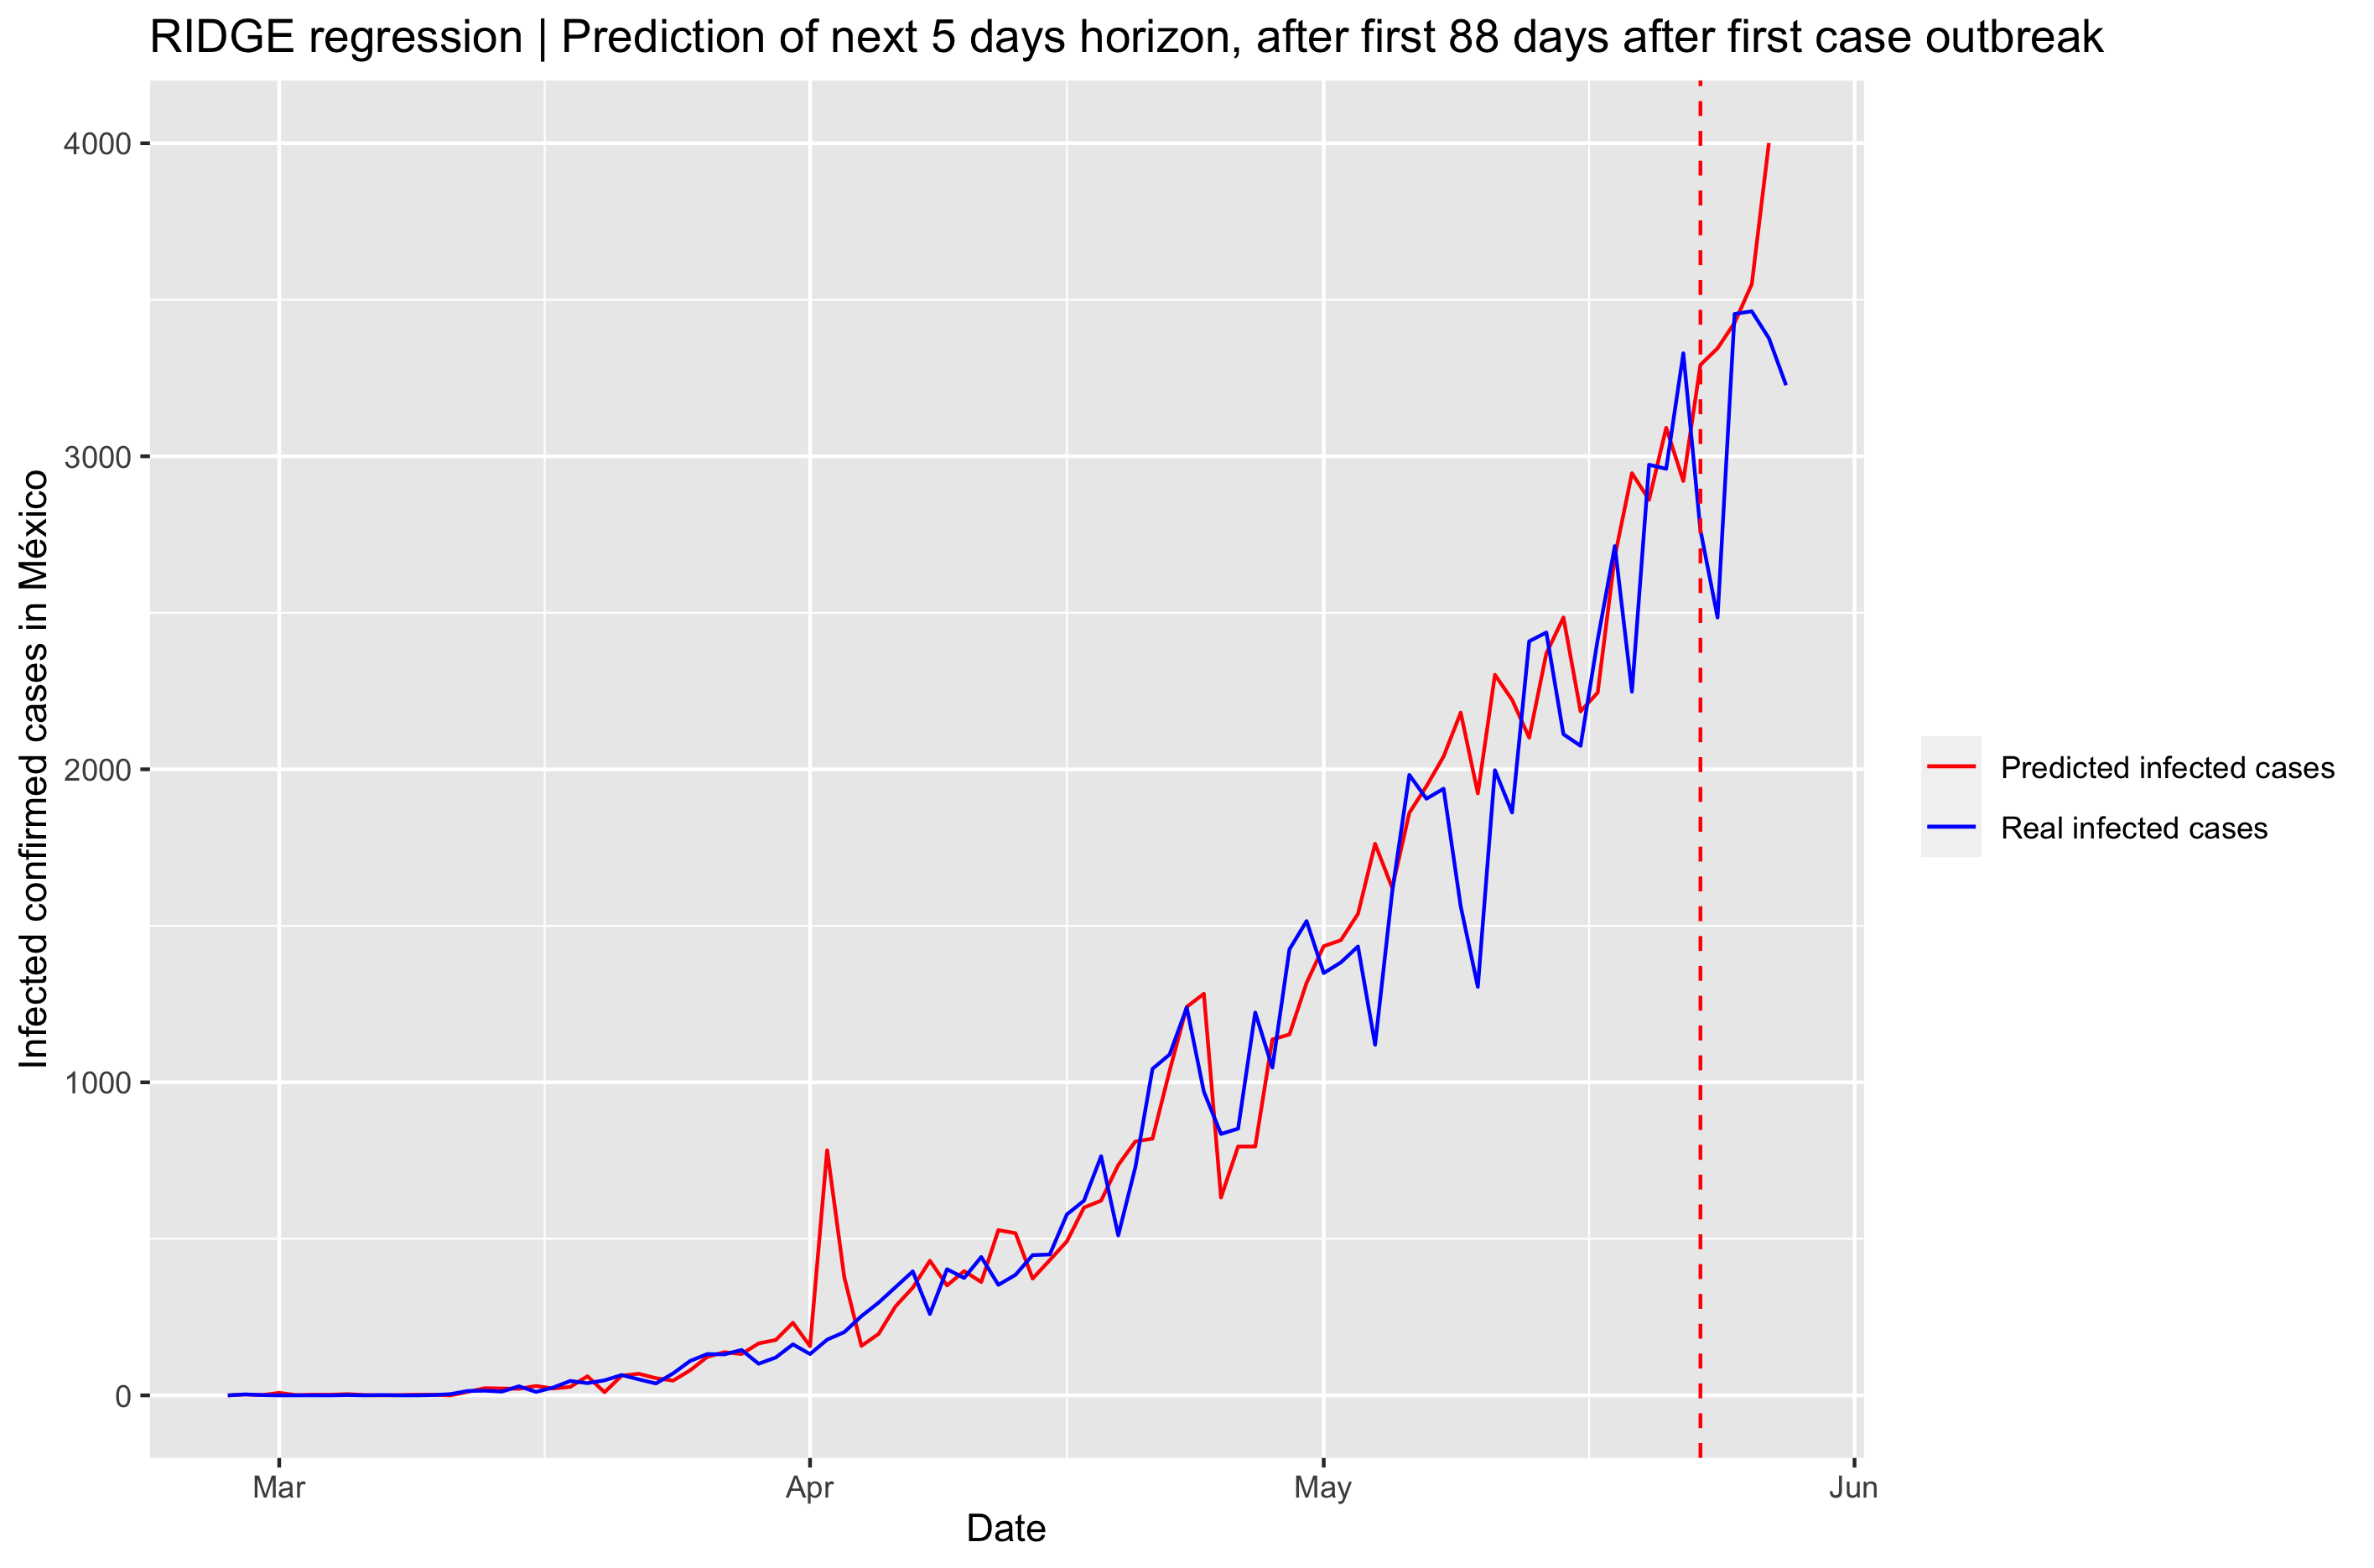 RIDGE regression | Prediction of next 5 days horizon, after first 88 days after first case outbreak
Infected confirmed cases in México
4000
3000
2000
1000
0
Mar
Apr
May
Jun
Date
Predicted infected cases
Real infected cases